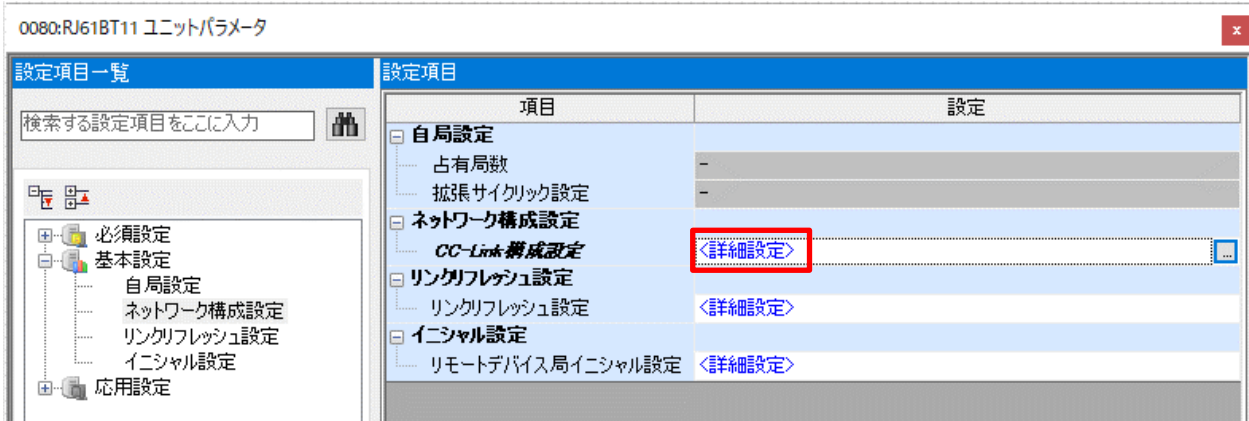 0080:RJ61BT11 ユニットパラメータ
x
設定項目一覧
設定項目
検索する設定項目をここに入力
項目
設定
自局設定
占有局数
-
拡張サイクリック設定
-
ネットワーク構成設定
CC-Link構成設定
<詳細設定>
...
リンクリフレッシュ設定
リンクリフレッシュ設定
<詳細設定>
イニシャル設定
リモートデバイス局イニシャル設定
<詳細設定>
必須設定
基本設定
自局設定
ネットワーク構成設定
リンクリフレッシュ設定
イニシャル設定
応用設定